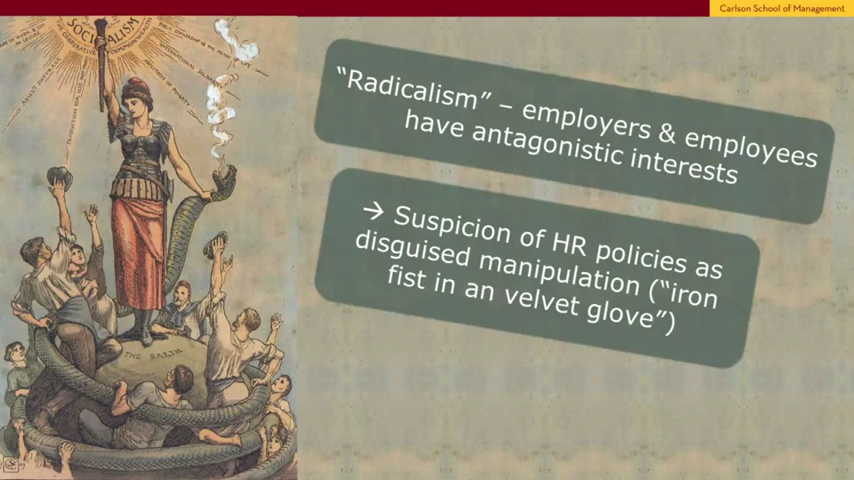 Carlson School of Management
SOCIALISM
"Radicalism" – employers & employees
have antagonistic interests
→ Suspicion of HR policies as
disguised manipulation ("iron
fist in an velvet glove")
THE EARTH